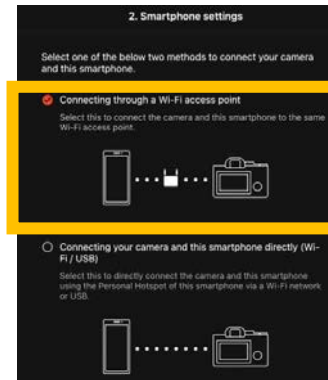 2. Smartphone settings
Select one of the below two methods to connect your camera
and this smartphone.
Connecting through a Wi-Fi access point
Select this to connect the camera and this smartphone to the same
Wi-Fi access point.
Connecting your camera and this smartphone directly (Wi-
Fi / USB)
Select this to directly connect the camera and this smartphone
using the Personal Hotspot of this smartphone via a Wi-Fi network
or USB.